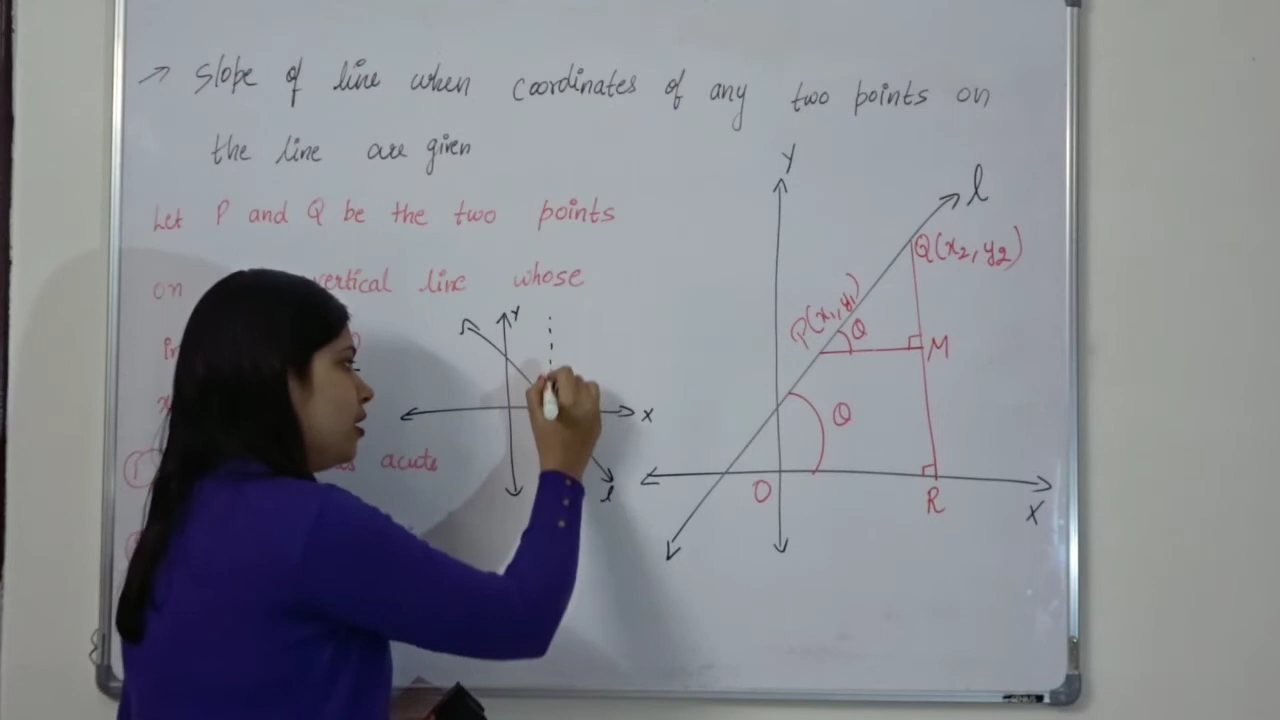 → Slope of line when coordinates of any two points on
the line are given
Let P and Q be the two points
on vertical line whose
acute
Y
X
l
Y
l
Q(x2, y2)
P(x1, y1)
θ
M
θ
O
R
X